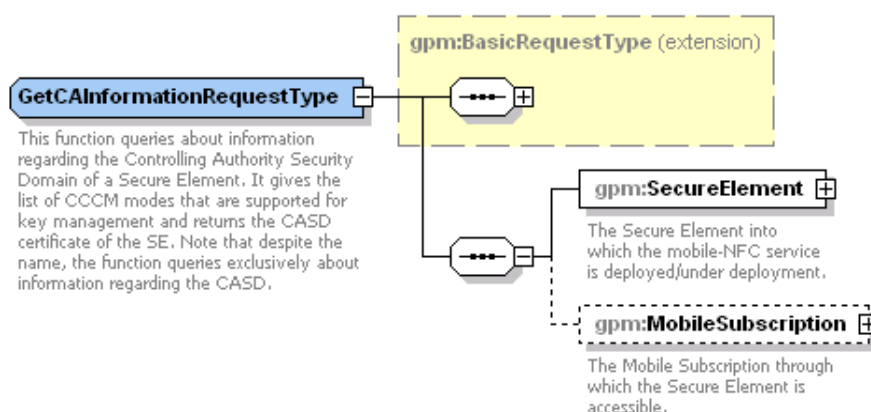 gpm:BasicRequestType (extension)
GetCAInformationRequestType
This function queries about information
regarding the Controlling Authority Security
Domain of a Secure Element. It gives the
list of CCCM modes that are supported for
key management and returns the CASD
certificate of the SE. Note that despite the
name, the function queries exclusively about
information regarding the CASD.
gpm:SecureElement
The Secure Element into
which the mobile-NFC service
is deployed/under deployment.
gpm:MobileSubscription
The Mobile Subscription through
which the Secure Element is
accessible.